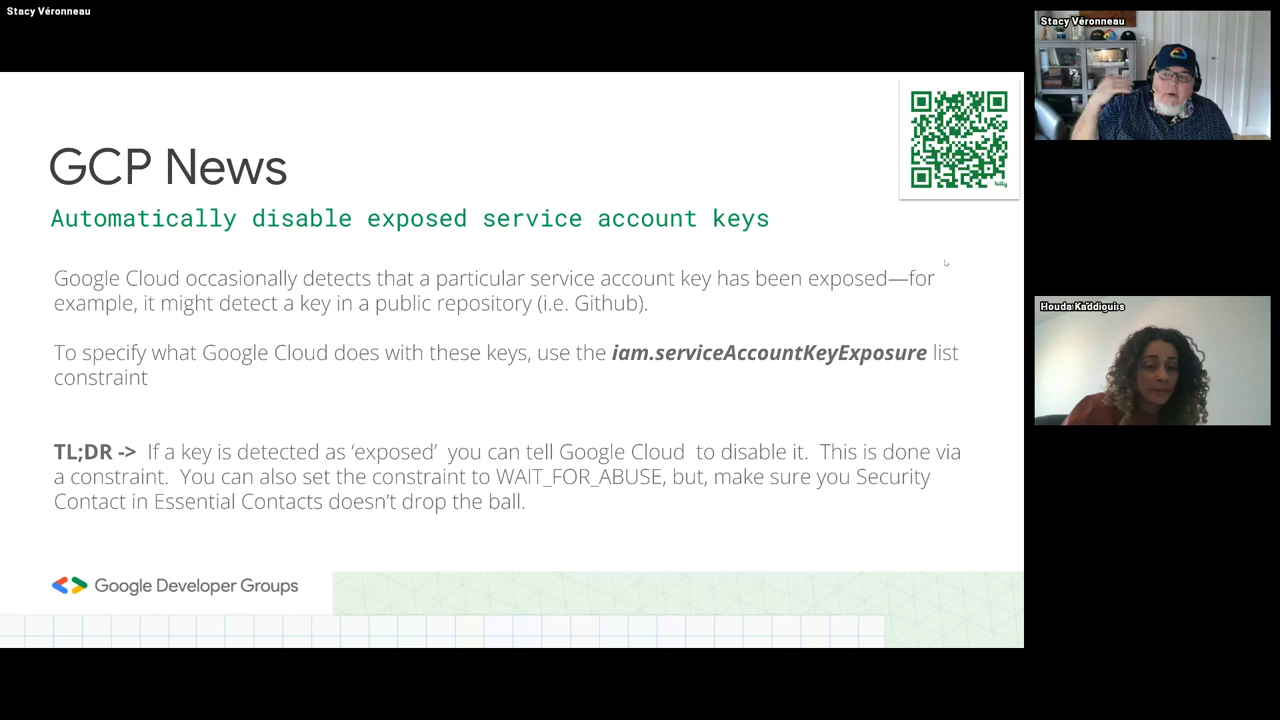 Stacy Véronneau
Stacy Véronneau
GCP News
Automatically disable exposed service account keys
Google Cloud occasionally detects that a particular service account key has been exposed—for
example, it might detect a key in a public repository (i.e. Github).
To specify what Google Cloud does with these keys, use the iam.serviceAccountKeyExposure list
constraint
TL;DR -> If a key is detected as ‘exposed’ you can tell Google Cloud to disable it. This is done via
a constraint. You can also set the constraint to WAIT_FOR_ABUSE, but, make sure you Security
Contact in Essential Contacts doesn’t drop the ball.
Google Developer Groups
bitly
Houda Kaddiquis